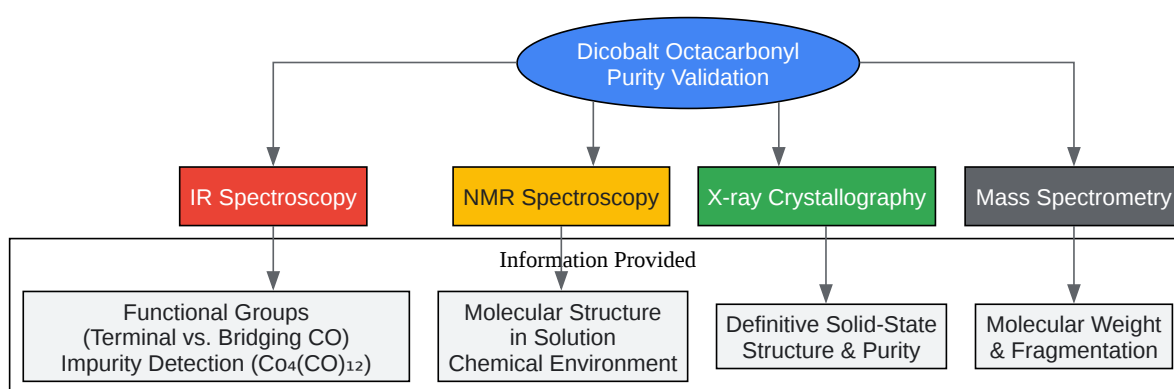 Dicobalt Octacarbonyl
Purity Validation
IR Spectroscopy
NMR Spectroscopy
X-ray Crystallography
Mass Spectrometry
Information Provided
Functional Groups
(Terminal vs. Bridging CO)
Impurity Detection (Co₄(CO)₁₂)
Molecular Structure
in Solution
Chemical Environment
Definitive Solid-State
Structure & Purity
Molecular Weight
& Fragmentation